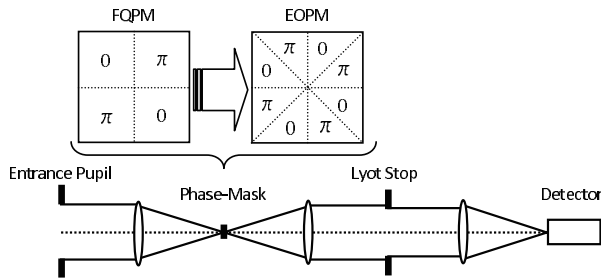 FQPM EOPM
0 π
π 0
π 0
0 π
π 0
0 π
Entrance Pupil Phase-Mask Lyot Stop Detector